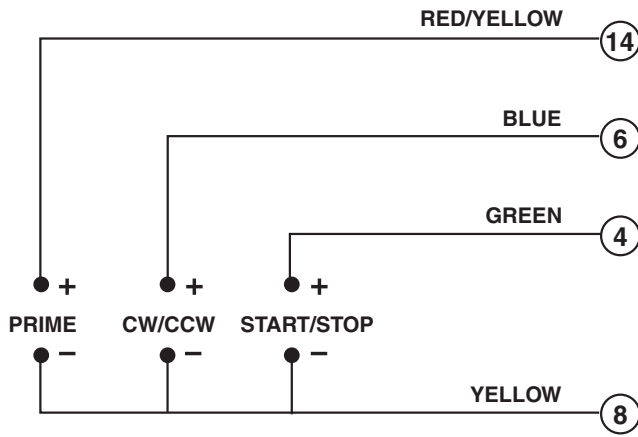 RED/YELLOW 14
BLUE 6
GREEN 4
+ + +
PRIME CW/CCW START/STOP
− − −
YELLOW 8